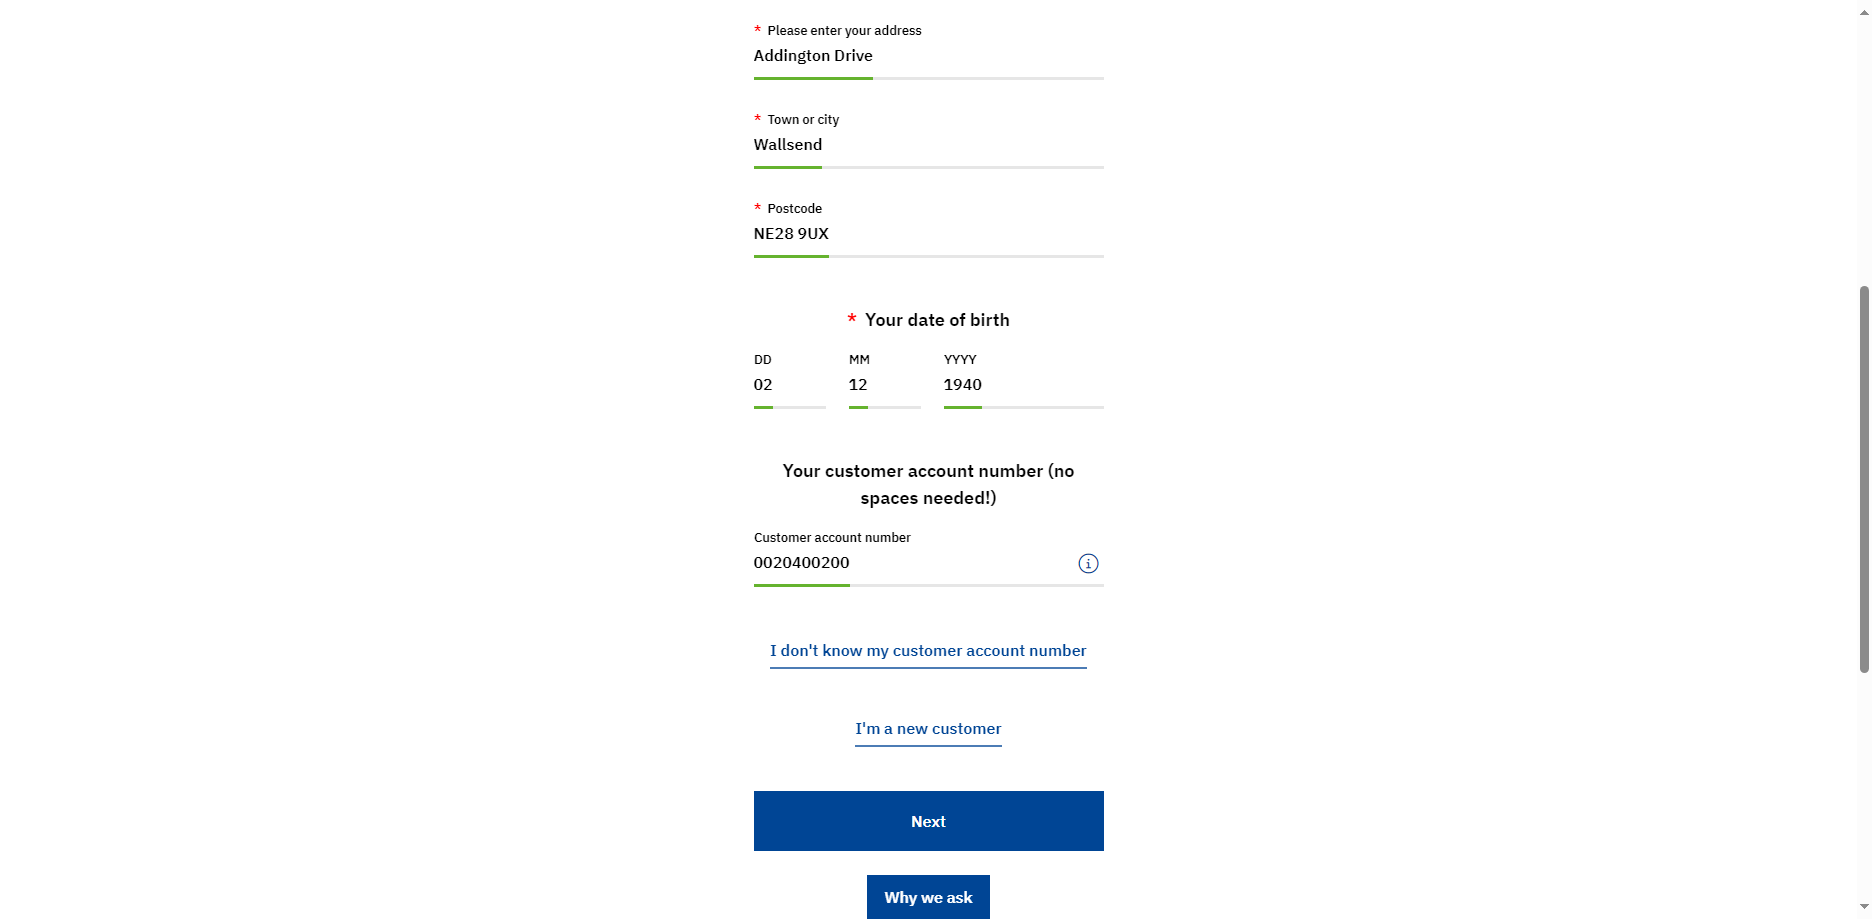 * Please enter your address
Addington Drive
* Town or city
Wallsend
* Postcode
NE28 9UX
* Your date of birth
DD MM YYYY
02 12 1940
Your customer account number (no
spaces needed!)
Customer account number
0020400200
I don't know my customer account number
I'm a new customer
Next
Why we ask